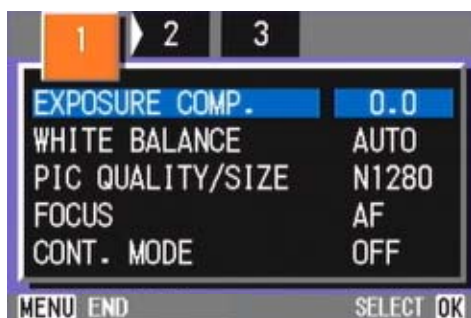 1 2 3
EXPOSURE COMP. 0.0
WHITE BALANCE AUTO
PIC QUALITY/SIZE N1280
FOCUS AF
CONT. MODE OFF
MENU END SELECT OK